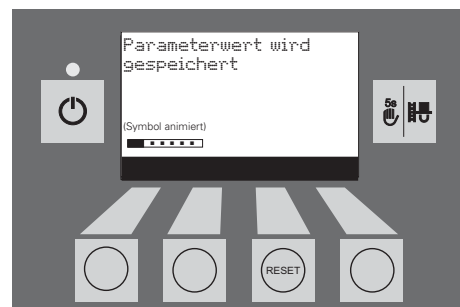 Parameterwert wird
gespeichert
(Symbol animiert)
5s
RESET